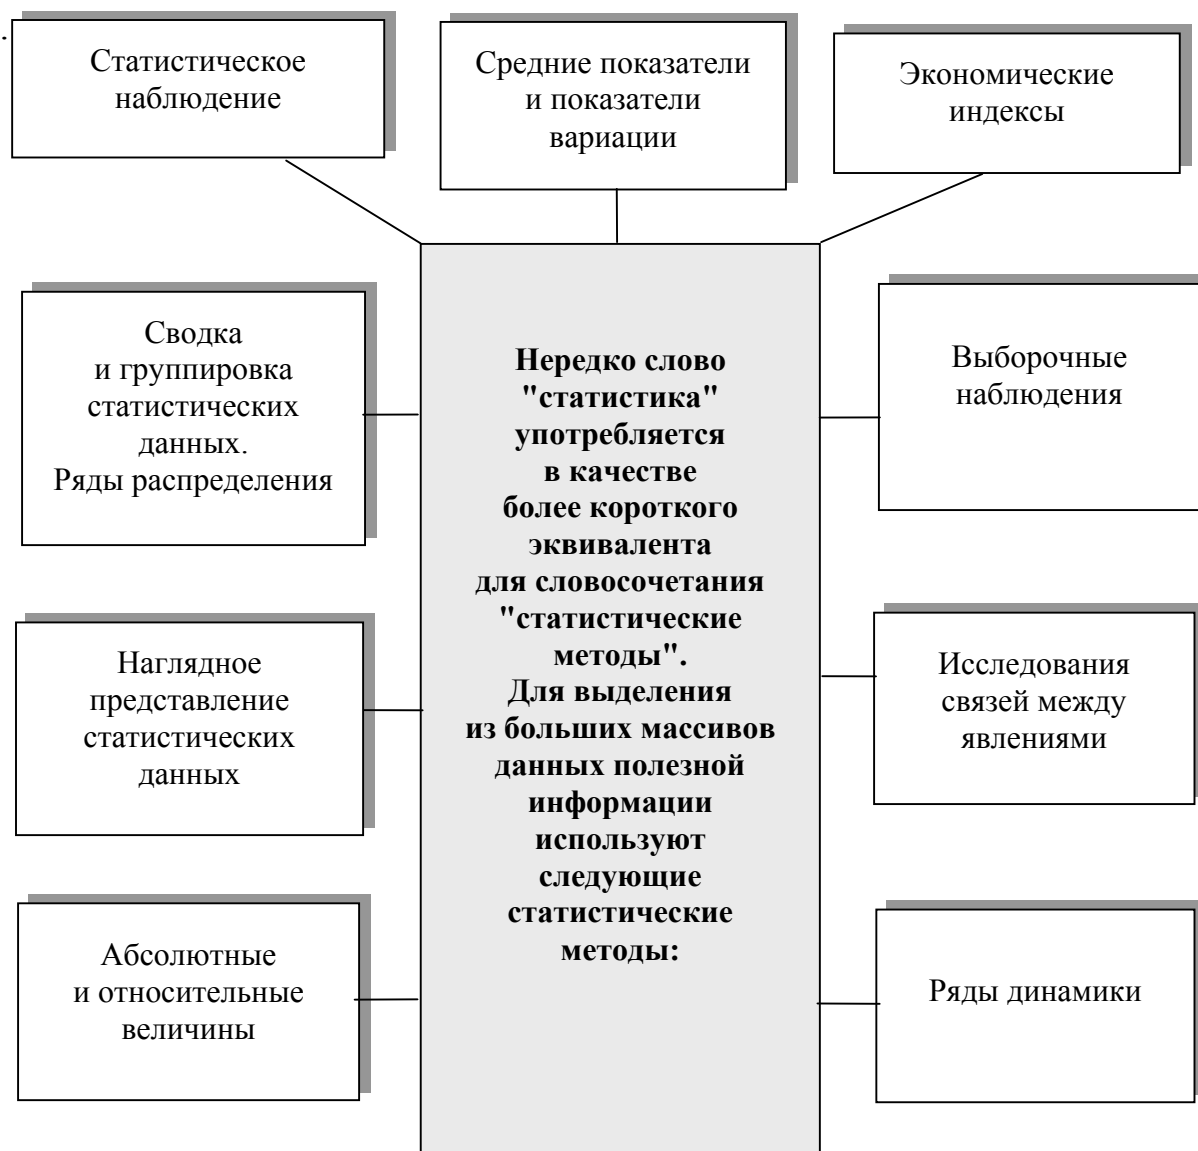 Статистическое
наблюдение
Средние показатели
и показатели
вариации
Экономические
индексы
Сводка
и группировка
статистических
данных.
Ряды распределения
Нередко слово
"статистика"
употребляется
в качестве
более короткого
эквивалента
для словосочетания
"статистические
методы".
Для выделения
из больших массивов
данных полезной
информации
используют
следующие
статистические
методы:
Выборочные
наблюдения
Наглядное
представление
статистических
данных
Исследования
связей между
явлениями
Абсолютные
и относительные
величины
Ряды динамики